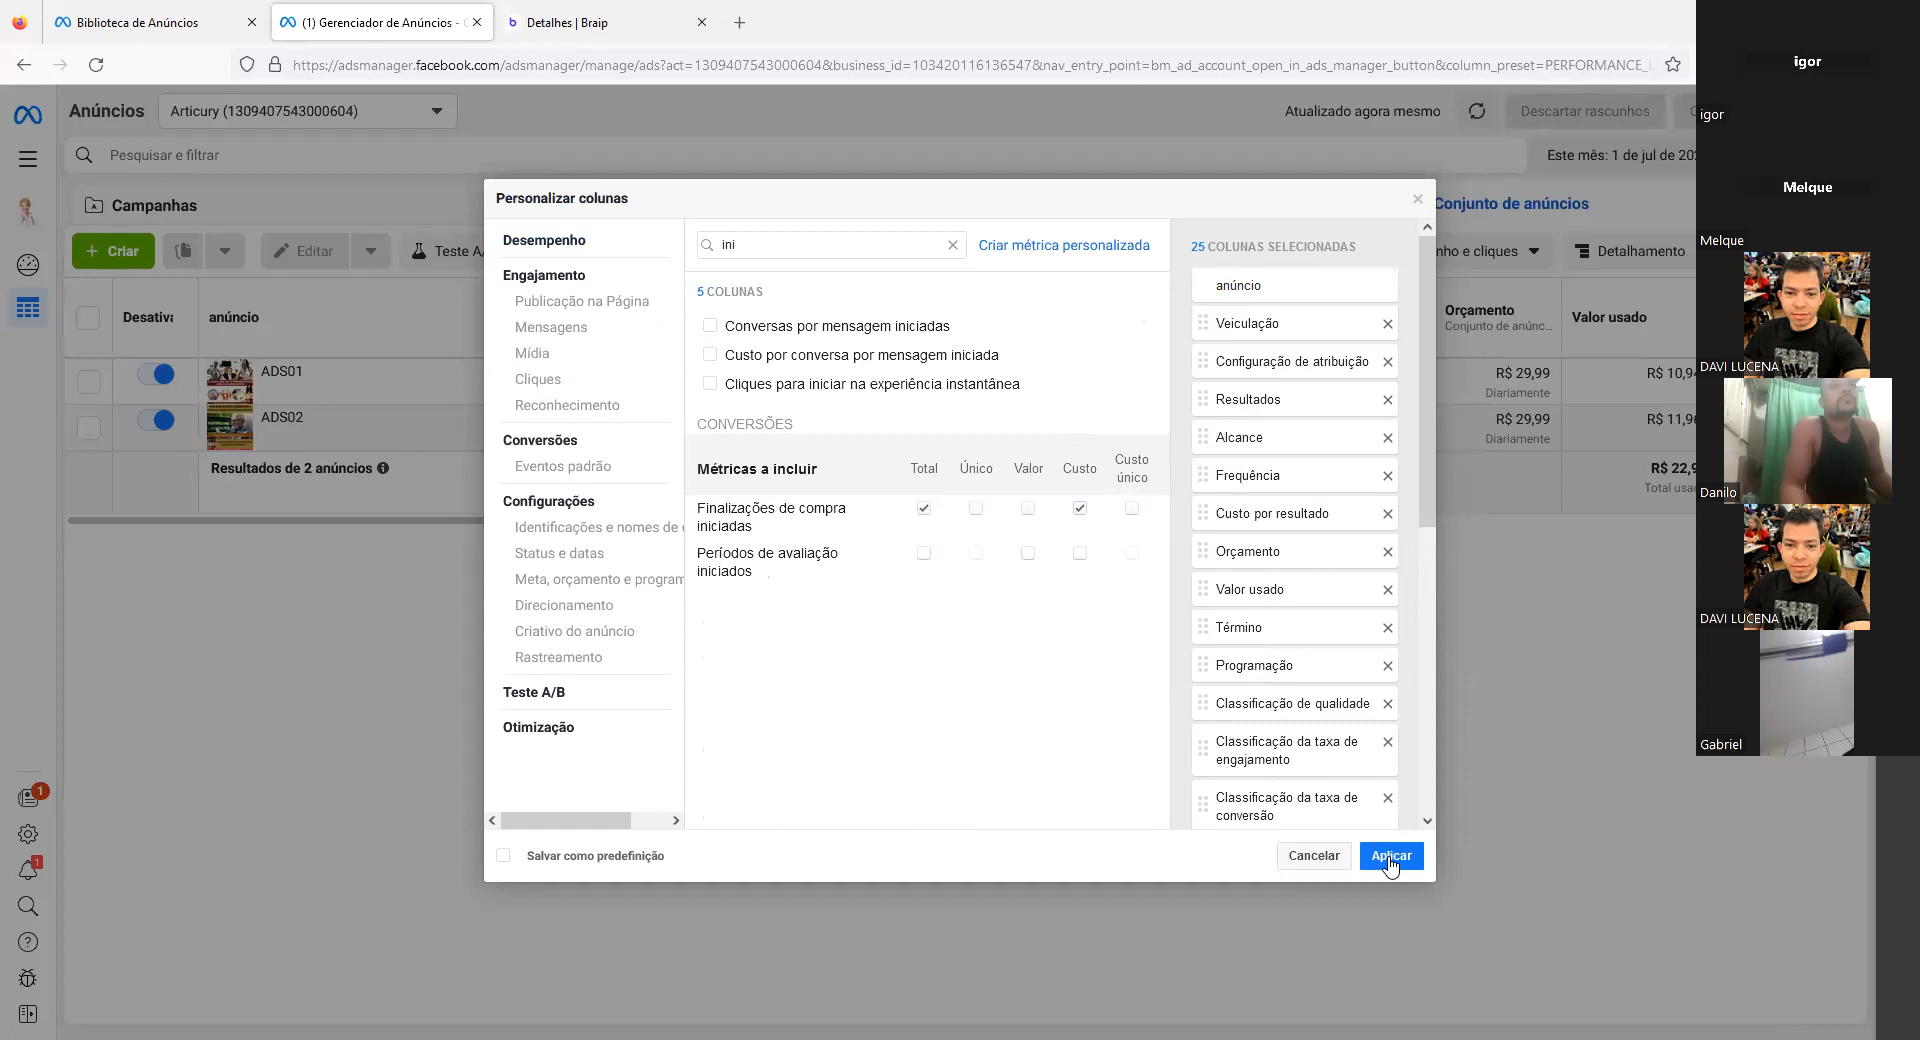 Biblioteca de Anúncios
(1) Gerenciador de Anúncios -
Detalhes | Braip
https://adsmanager.facebook.com/adsmanager/manage/ads?act=1309407543000604&business_id=103420116136547&nav_entry_point=bm_ad_account_open_in_ads_manager_button&column_preset=PERFORMANCE_
Anúncios
Articury (1309407543000604)
Atualizado agora mesmo
Descartar rascunhos
Pesquisar e filtrar
Este mês: 1 de jul de 202
Campanhas
Conjunto de anúncios
+ Criar
Editar
Teste A/
nho e cliques
Detalhamento
Desativa
anúncio
Orçamento
Conjunto de anúnc...
Valor usado
ADS01
R$ 29,99
Diariamente
R$ 10,9
ADS02
R$ 29,99
Diariamente
R$ 11,9
Resultados de 2 anúncios
R$ 22,9
Total usad
1
1
Personalizar colunas
Desempenho
Engajamento
Publicação na Página
Mensagens
Mídia
Cliques
Reconhecimento
Conversões
Eventos padrão
Configurações
Identificações e nomes de
Status e datas
Meta, orçamento e program
Direcionamento
Criativo do anúncio
Rastreamento
Teste A/B
Otimização
ini
Criar métrica personalizada
5 COLUNAS
Conversas por mensagem iniciadas
Custo por conversa por mensagem iniciada
Cliques para iniciar na experiência instantânea
CONVERSÕES
Métricas a incluir
Total
Único
Valor
Custo
Custo único
Finalizações de compra
iniciadas
Períodos de avaliação
iniciados
25 COLUNAS SELECIONADAS
anúncio
Veiculação
Configuração de atribuição
Resultados
Alcance
Frequência
Custo por resultado
Orçamento
Valor usado
Término
Programação
Classificação de qualidade
Classificação da taxa de
engajamento
Classificação da taxa de
conversão
Salvar como predefinição
Cancelar
Aplicar
igor
igor
Melque
Melque
DAVI LUCENA
Danilo
DAVI LUCENA
Gabriel